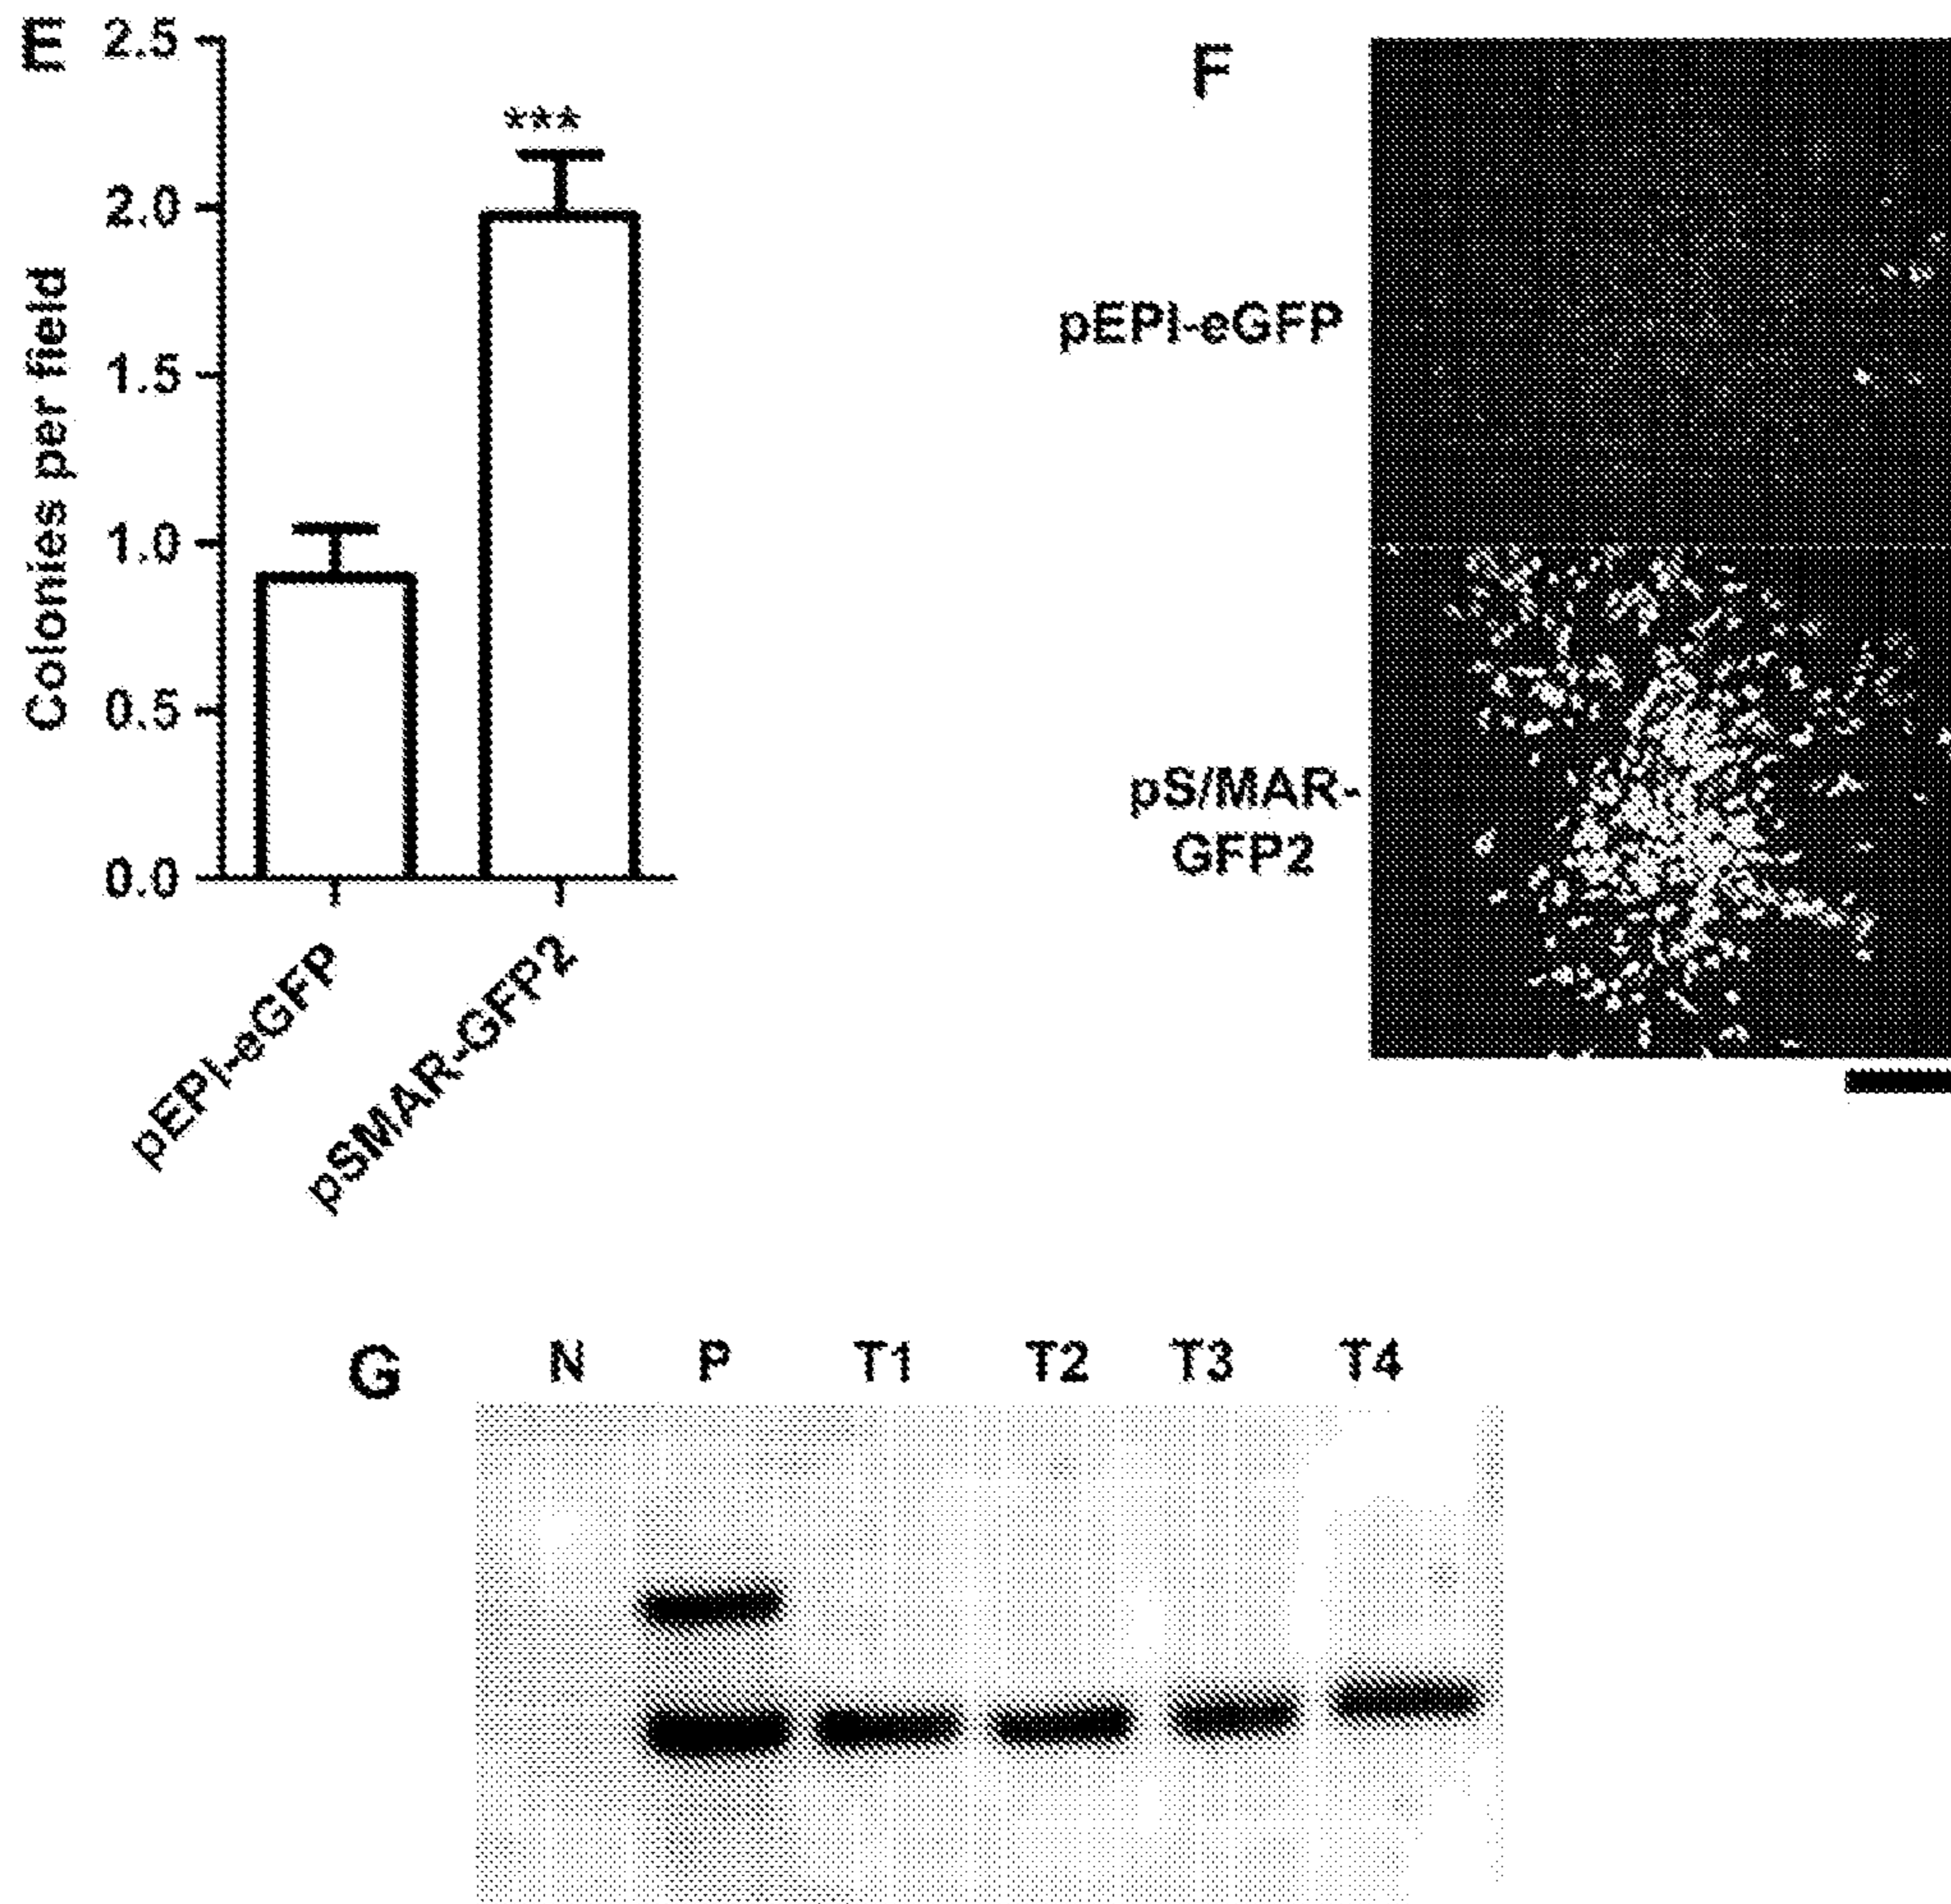 E
2.5
2.0
1.5
1.0
0.5
0.0
Colonies per field
***
pEPI-eGFP
pSMAR-GFP2
F
pEPI-eGFP
pS/MAR-
GFP2
G N P T1 T2 T3 T4